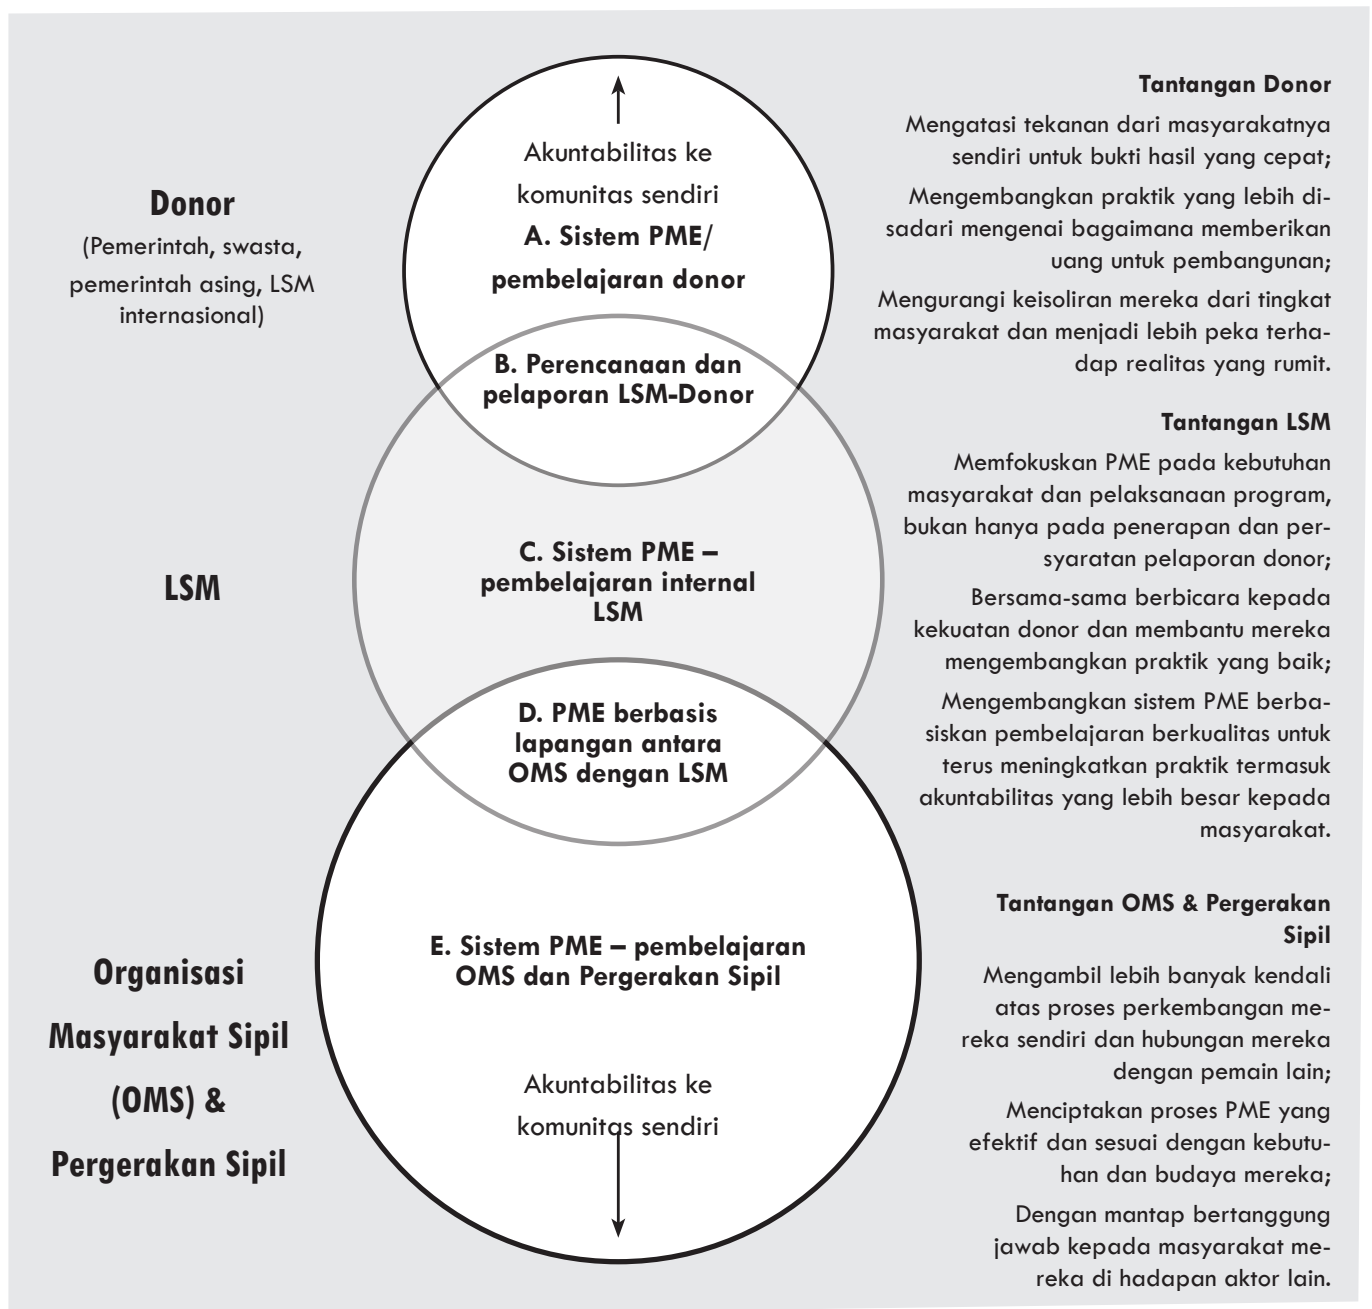 Donor
(Pemerintah, swasta,
pemerintah asing, LSM
internasional)
LSM
Organisasi
Masyarakat Sipil
(OMS) &
Pergerakan Sipil
Akuntabilitas ke
komunitas sendiri
A. Sistem PME/
pembelajaran donor
B. Perencanaan dan
pelaporan LSM-Donor
C. Sistem PME –
pembelajaran internal
LSM
D. PME berbasis
lapangan antara
OMS dengan LSM
E. Sistem PME – pembelajaran
OMS dan Pergerakan Sipil
Akuntabilitas ke
komunitas sendiri
Tantangan Donor
Mengatasi tekanan dari masyarakatnya
sendiri untuk bukti hasil yang cepat;
Mengembangkan praktik yang lebih di-
sadari mengenai bagaimana memberikan
uang untuk pembangunan;
Mengurangi keisoliran mereka dari tingkat
masyarakat dan menjadi lebih peka terha-
dap realitas yang rumit.
Tantangan LSM
Memfokuskan PME pada kebutuhan
masyarakat dan pelaksanaan program,
bukan hanya pada penerapan dan per-
syaratan pelaporan donor;
Bersama-sama berbicara kepada
kekuatan donor dan membantu mereka
mengembangkan praktik yang baik;
Mengembangkan sistem PME berba-
siskan pembelajaran berkualitas untuk
terus meningkatkan praktik termasuk
akuntabilitas yang lebih besar kepada
masyarakat.
Tantangan OMS & Pergerakan
Sipil
Mengambil lebih banyak kendali
atas proses perkembangan me-
reka sendiri dan hubungan mereka
dengan pemain lain;
Menciptakan proses PME yang
efektif dan sesuai dengan kebutu-
han dan budaya mereka;
Dengan mantap bertanggung
jawab kepada masyarakat me-
reka di hadapan aktor lain.